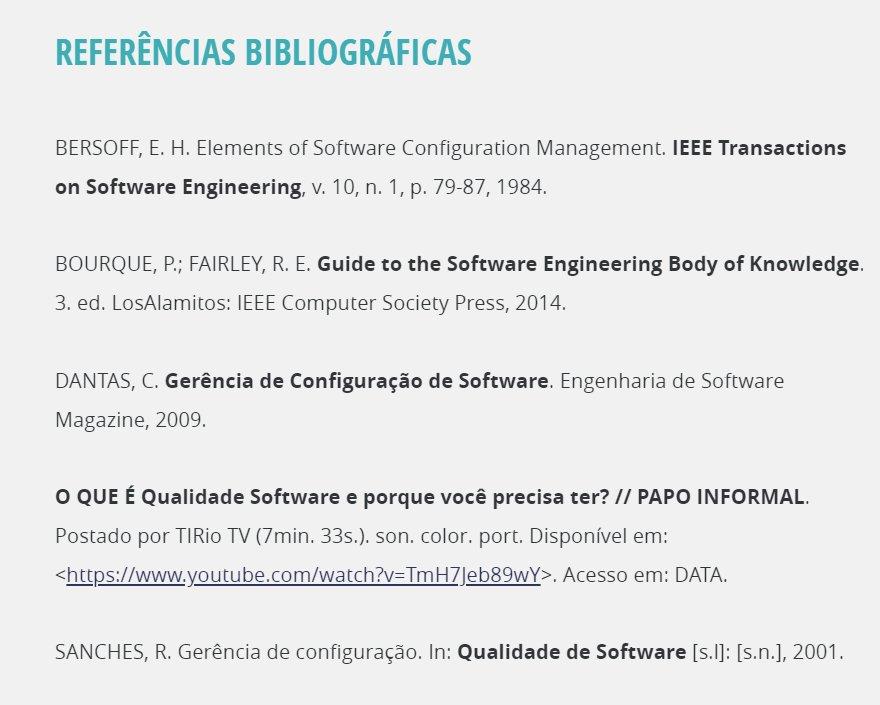 REFERÊNCIAS BIBLIOGRÁFICAS
BERSOFF, E. H. Elements of Software Configuration Management. IEEE Transactions
on Software Engineering, v. 10, n. 1, p. 79-87, 1984.
BOURQUE, P.; FAIRLEY, R. E. Guide to the Software Engineering Body of Knowledge.
3. ed. LosAlamitos: IEEE Computer Society Press, 2014.
DANTAS, C. Gerência de Configuração de Software. Engenharia de Software
Magazine, 2009.
O QUE É Qualidade Software e porque você precisa ter? // PAPO INFORMAL.
Postado por TIRio TV (7min. 33s.). son. color. port. Disponível em:
<https://www.youtube.com/watch?v=TmH7Jeb89wY>. Acesso em: DATA.
SANCHES, R. Gerência de configuração. In: Qualidade de Software [s.l]: [s.n.], 2001.